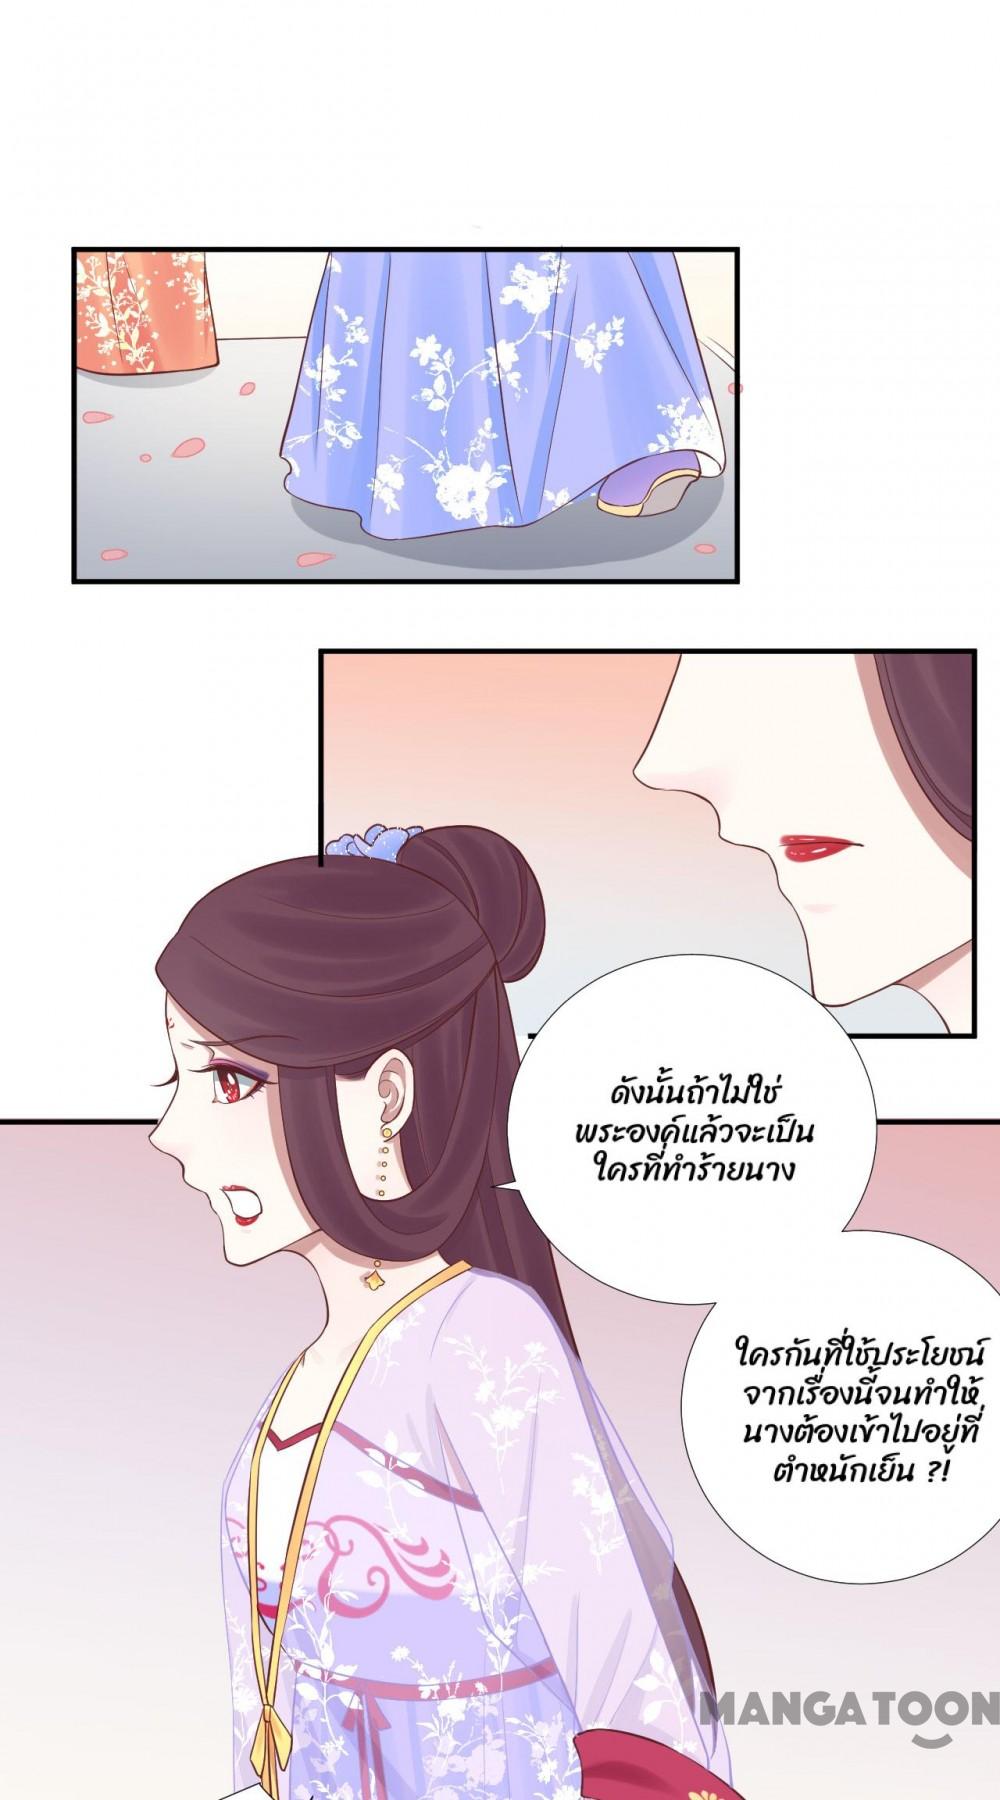 ดังนั้นถ้าไม่ใช่
พระองค์แล้วจะเป็น
ใครที่ทำร้ายนาง
ใครกันที่ใช้ประโยชน์
จากเรื่องนี้จนทำให้
นางต้องเข้าไปอยู่ที่
ตำหนักเย็น ?!
MANGATOON